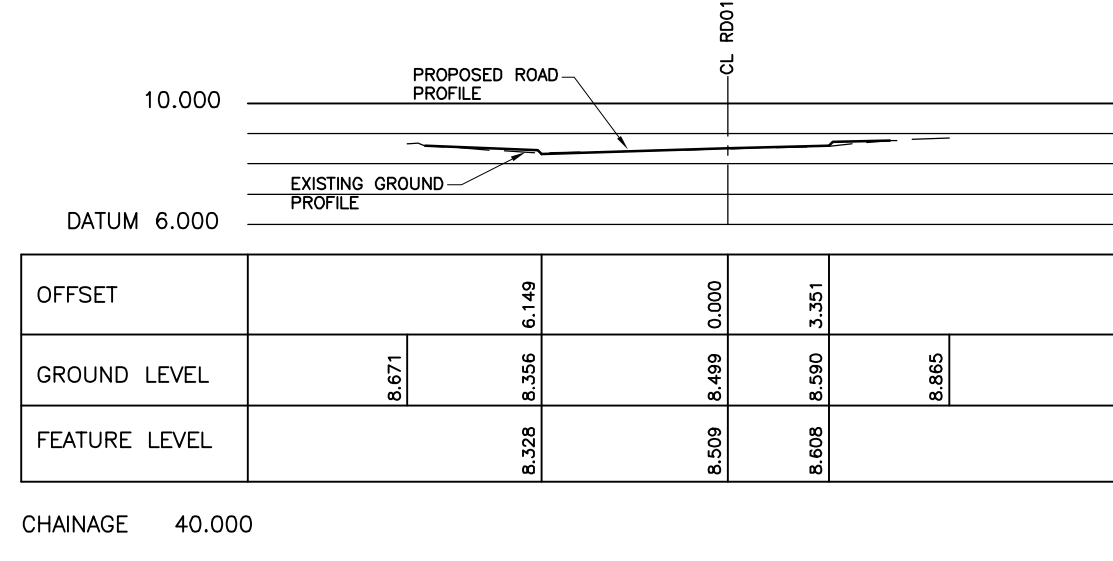 CL RD01
PROPOSED ROAD
PROFILE
10.000
EXISTING GROUND
PROFILE
DATUM 6.000
OFFSET 6.149 0.000 3.351
GROUND LEVEL 8.671 8.356 8.499 8.590 8.865
FEATURE LEVEL 8.328 8.509 8.608
CHAINAGE 40.000